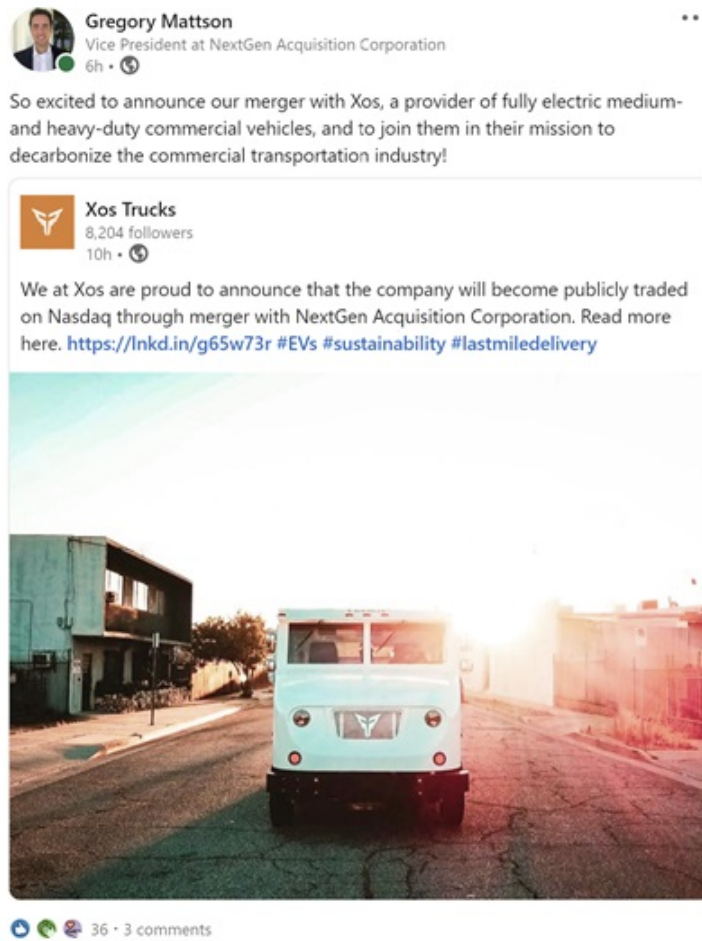 Gregory Mattson
Vice President at NextGen Acquisition Corporation
6h •
So excited to announce our merger with Xos, a provider of fully electric medium-
and heavy-duty commercial vehicles, and to join them in their mission to
decarbonize the commercial transportation industry!
Xos Trucks
8,204 followers
10h •
We at Xos are proud to announce that the company will become publicly traded
on Nasdaq through merger with NextGen Acquisition Corporation. Read more
here. https://lnkd.in/g65w73r #EVs #sustainability #lastmiledelivery
36 · 3 comments